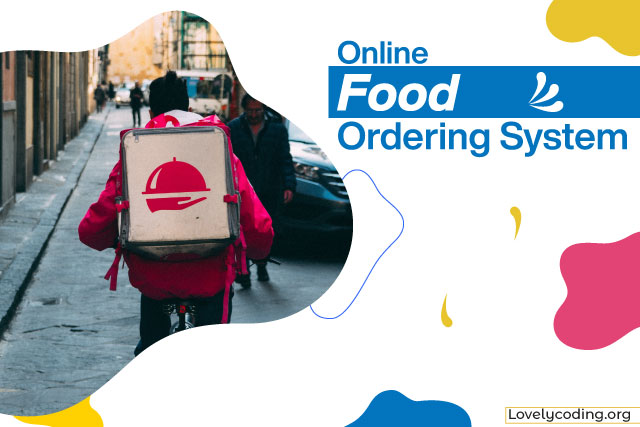 Online
Food
Ordering System
Lovelycoding.org